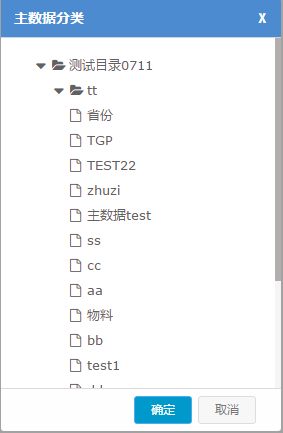 主数据分类 X
测试目录0711
tt
省份
TGP
TEST22
zhuzi
主数据test
ss
cc
aa
物料
bb
test1
确定 取消